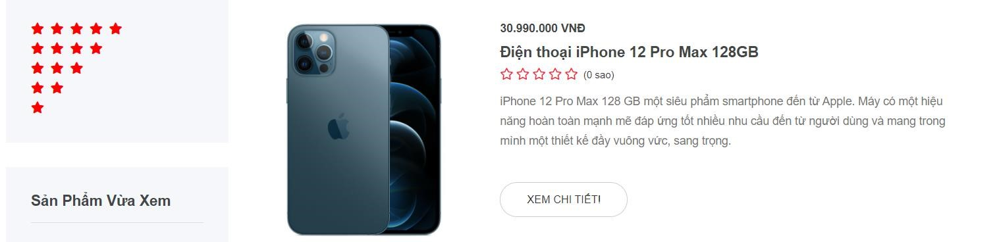 30.990.000 VNĐ
Điện thoại iPhone 12 Pro Max 128GB
(0 sao)
iPhone 12 Pro Max 128 GB một siêu phẩm smartphone đến từ Apple. Máy có một hiệu
năng hoàn toàn mạnh mẽ đáp ứng tốt nhiều nhu cầu đến từ người dùng và mang trong
mình một thiết kế đầy vuông vức, sang trọng.
XEM CHI TIẾT!
Sản Phẩm Vừa Xem